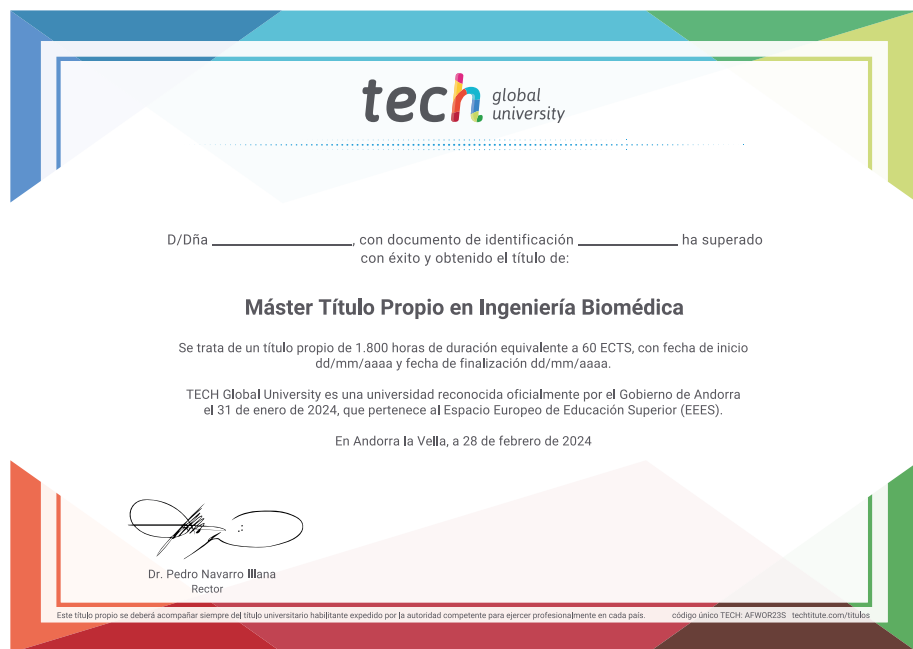 tech global university
D/Dña ____________________, con documento de identificación ______________ ha superado
con éxito y obtenido el título de:
Máster Título Propio en Ingeniería Biomédica
Se trata de un título propio de 1.800 horas de duración equivalente a 60 ECTS, con fecha de inicio
dd/mm/aaaa y fecha de finalización dd/mm/aaaa.
TECH Global University es una universidad reconocida oficialmente por el Gobierno de Andorra
el 31 de enero de 2024, que pertenece al Espacio Europeo de Educación Superior (EEES).
En Andorra la Vella, a 28 de febrero de 2024
Dr. Pedro Navarro Illana
Rector
Este título propio se deberá acompañar siempre del título universitario habilitante expedido por la autoridad competente para ejercer profesionalmente en cada país. código único TECH: AFWOR23S techtitute.com/titulos